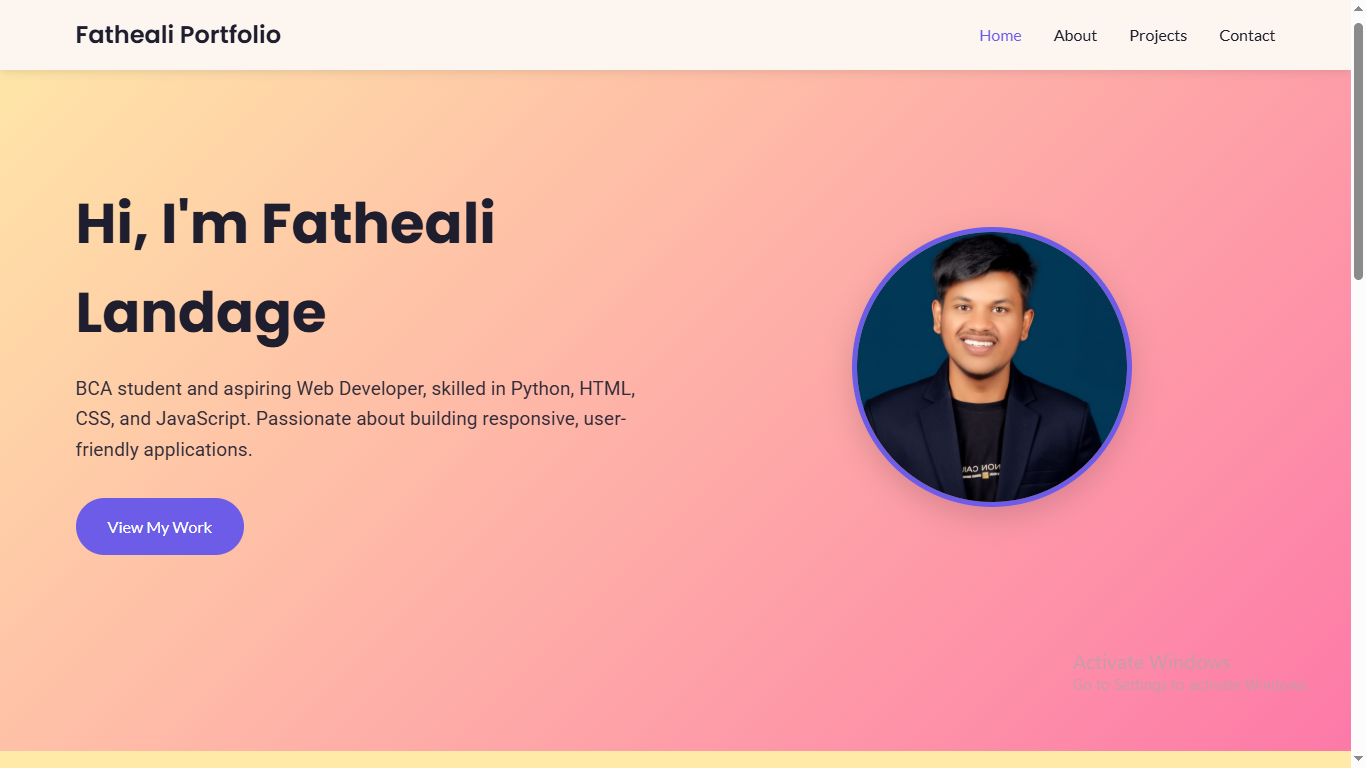 Fatheali Portfolio
Home About Projects Contact
Hi, I'm Fatheali
Landage
BCA student and aspiring Web Developer, skilled in Python, HTML,
CSS, and JavaScript. Passionate about building responsive, user-
friendly applications.
View My Work
Activate Windows
Go to Settings to activate Windows.